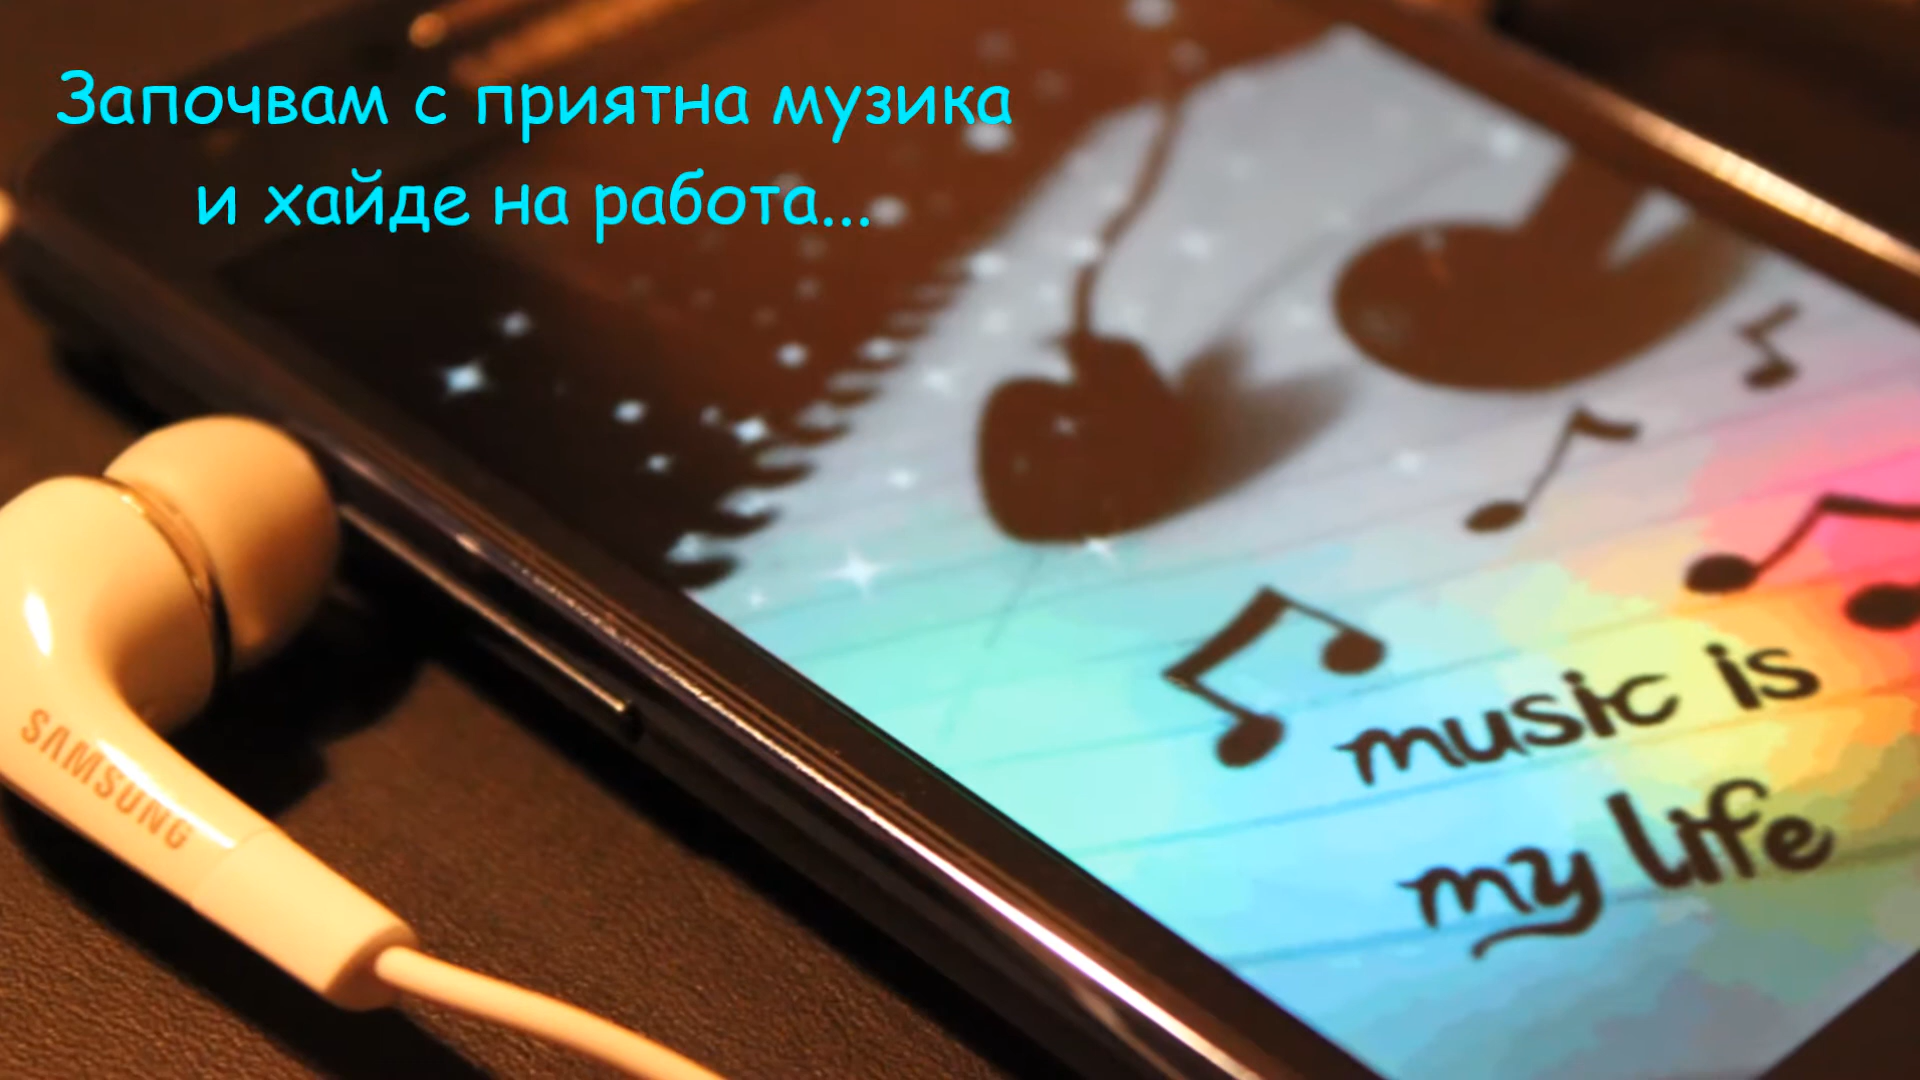 Започвам с приятна музика
и хайде на работа...
SAMSUNG
music is
my life